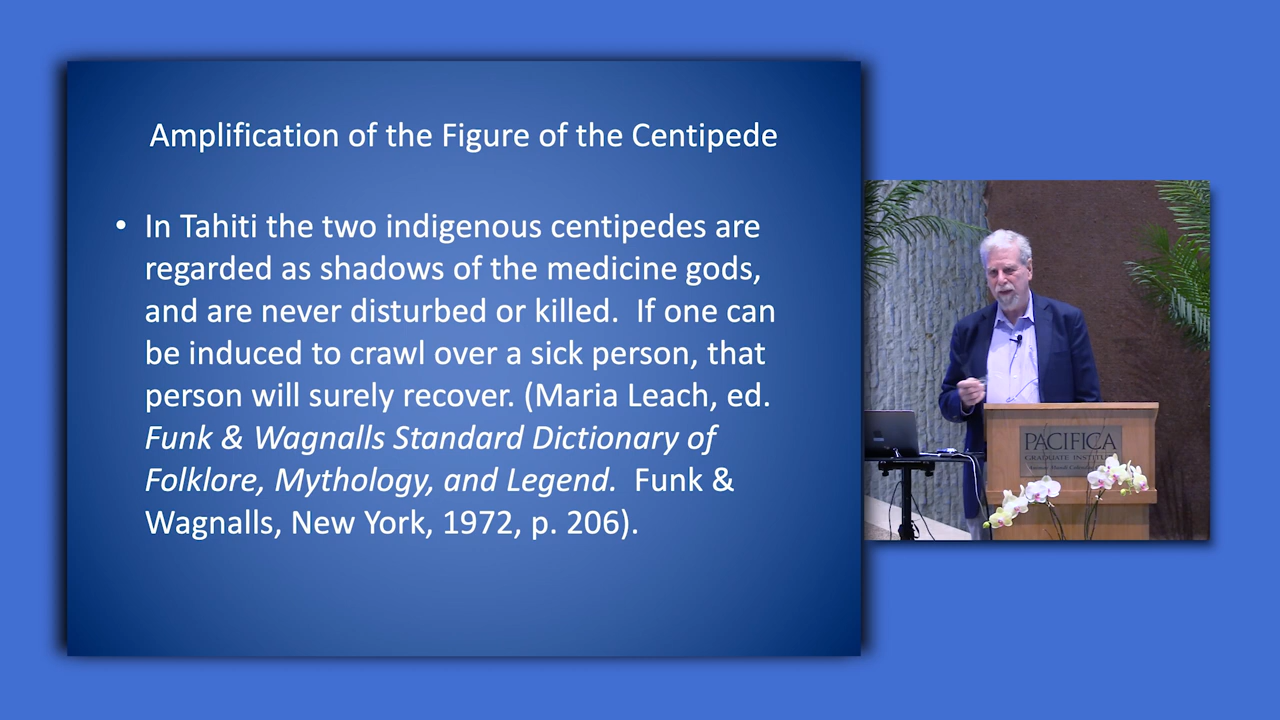 Amplification of the Figure of the Centipede
• In Tahiti the two indigenous centipedes are
regarded as shadows of the medicine gods,
and are never disturbed or killed.  If one can
be induced to crawl over a sick person, that
person will surely recover. (Maria Leach, ed.
Funk & Wagnalls Standard Dictionary of
Folklore, Mythology, and Legend.  Funk &
Wagnalls, New York, 1972, p. 206).
PACIFICA
GRADUATE INSTITUTE